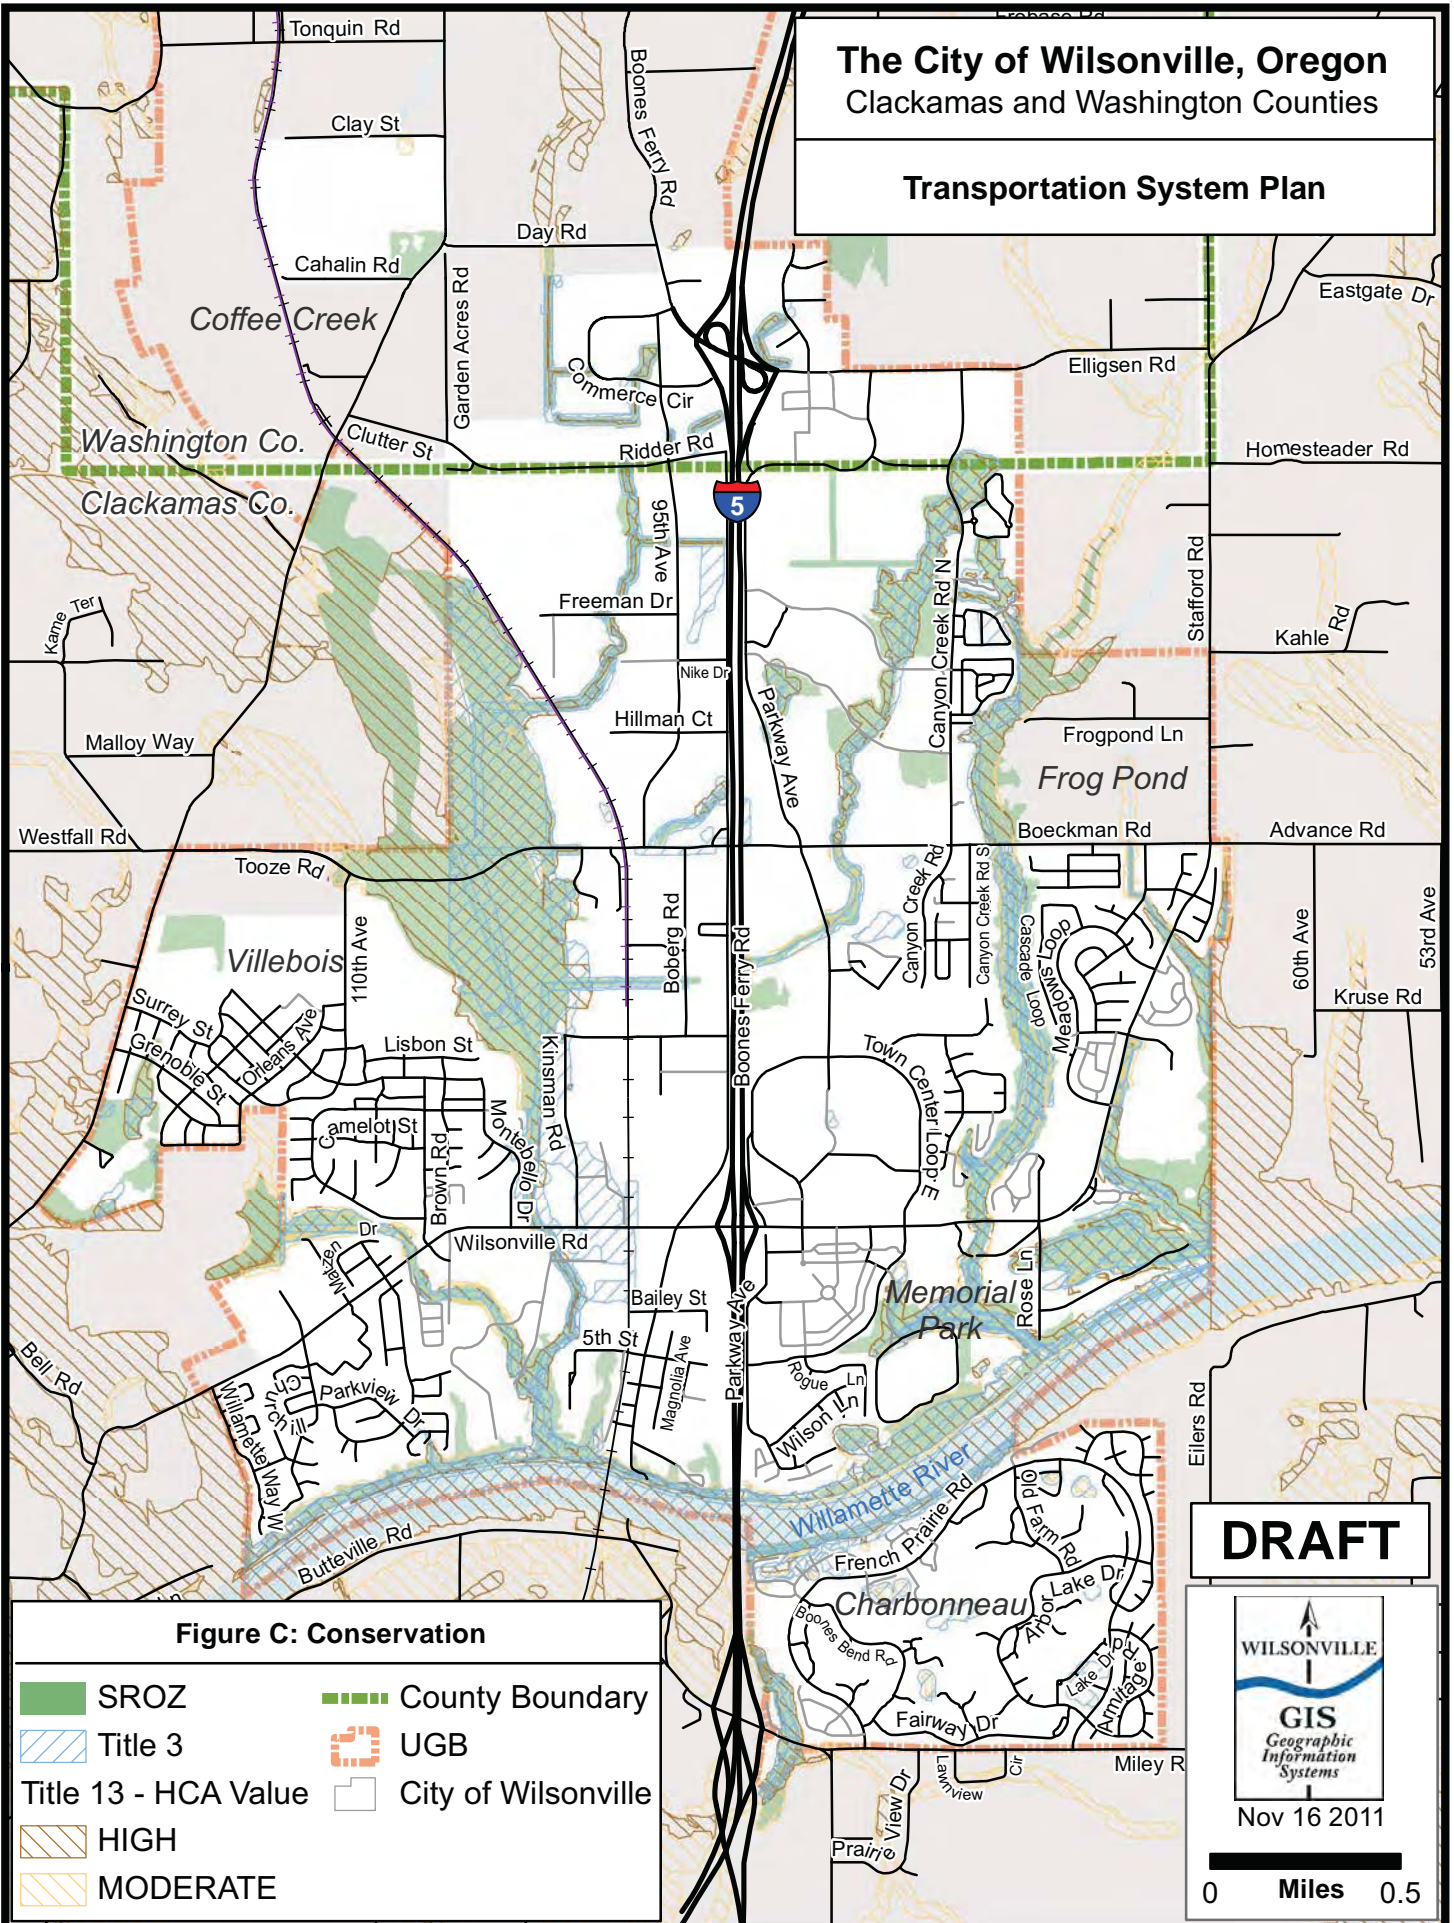 Frobase Rd
The City of Wilsonville, Oregon
Clackamas and Washington Counties
Transportation System Plan
Tonquin Rd
Boones Ferry Rd
Clay St
Day Rd
Cahalin Rd
Coffee Creek
Garden Acres Rd
Eastgate Dr
Elligsen Rd
Commerce Cir
Washington Co.
Clutter St
Ridder Rd
Homesteader Rd
Clackamas Co.
5
95th Ave
Canyon Creek Rd N
Stafford Rd
Freeman Dr
Kame Ter
Kahle Rd
Nike Dr
Parkway Ave
Hillman Ct
Malloy Way
Frogpond Ln
Frog Pond
Westfall Rd
Boeckman Rd
Advance Rd
Tooze Rd
Canyon Creek Rd
Canyon Creek Rd S
110th Ave
Boberg Rd
Boones Ferry Rd
Cascade Loop
Meadows Loop
60th Ave
53rd Ave
Villebois
Kruse Rd
Surrey St
Grenoble St
Orleans Ave
Lisbon St
Kinsman Rd
Town Center Loop E
Camelot St
Brown Rd
Montebello Dr
Wilsonville Rd
Matzen Dr
Bailey St
Parkway Ave
Memorial
Park
Rose Ln
5th St
Magnolia Ave
Bell Rd
Rogue Ln
Wilson Ln
Churchill
Parkview Dr
Willamette Way W
Eilers Rd
Willamette River
French Prairie Rd
Old Farm Rd
Butteville Rd
Ln
DRAFT
Charbonneau
Arbor Lake Dr
Boones Bend Rd
Lake Dr
Lp
Armitage R
Fairway Dr
Miley R
Lawnview Cir
Prairie View Dr
Figure C: Conservation
SROZ
County Boundary
Title 3
UGB
Title 13 - HCA Value
City of Wilsonville
HIGH
MODERATE
WILSONVILLE
GIS
Geographic
Information
Systems
Nov 16 2011
0 Miles 0.5